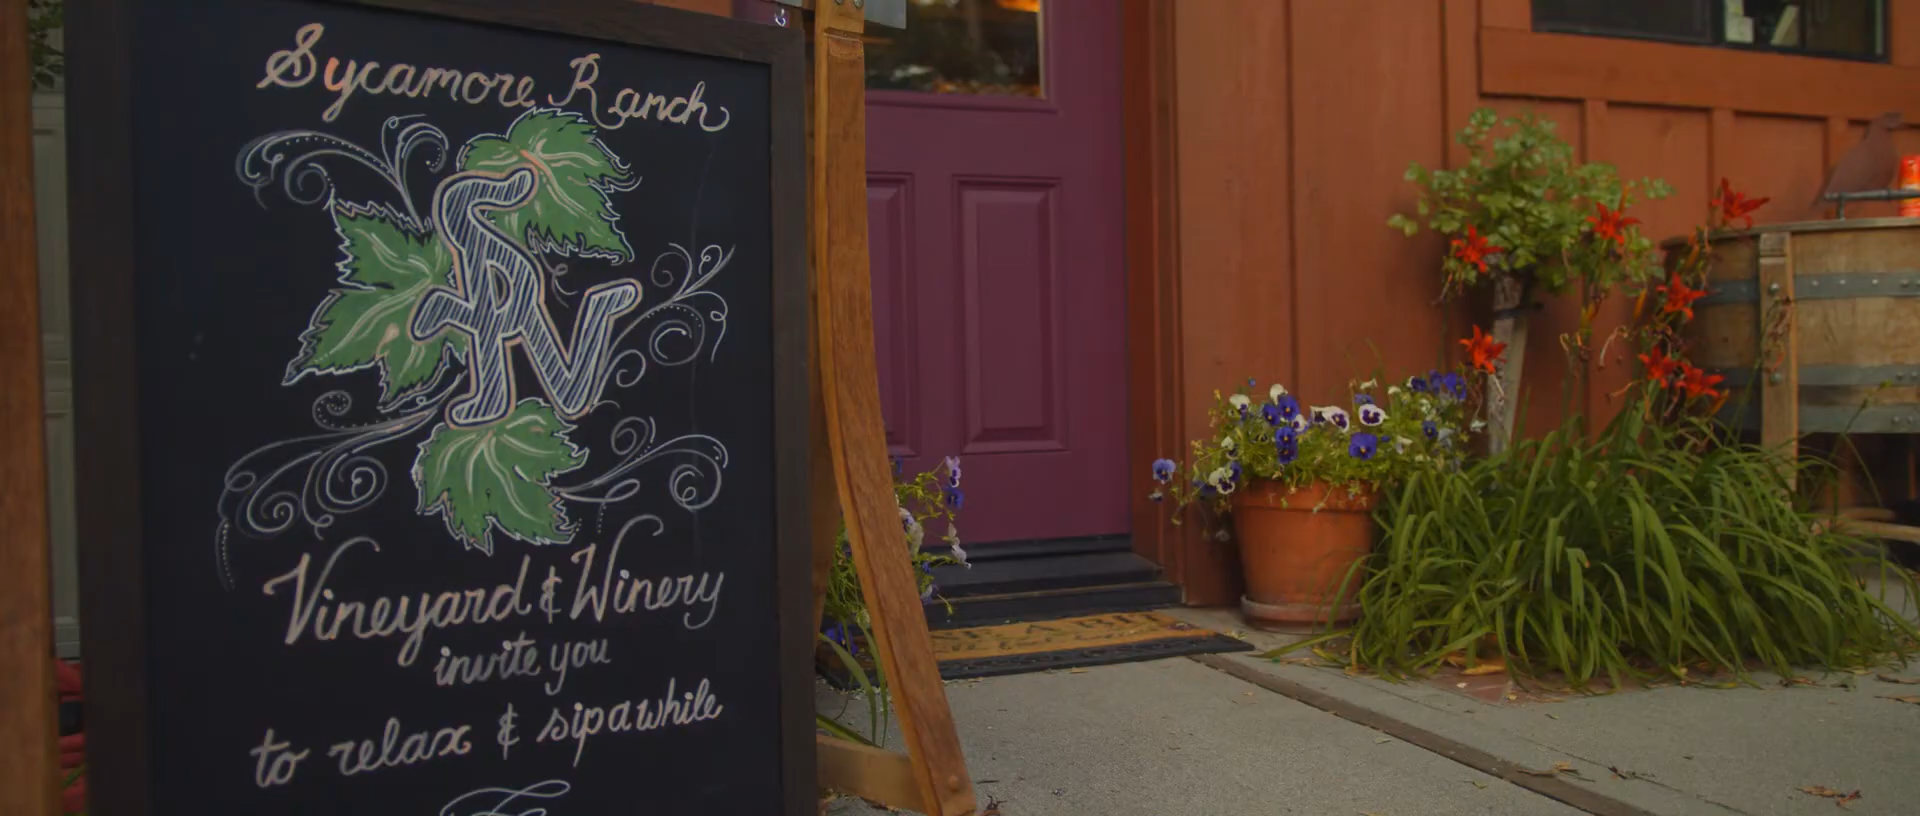 Sycamore Ranch
SRV
Vineyard & Winery
invite you
to relax & sip awhile